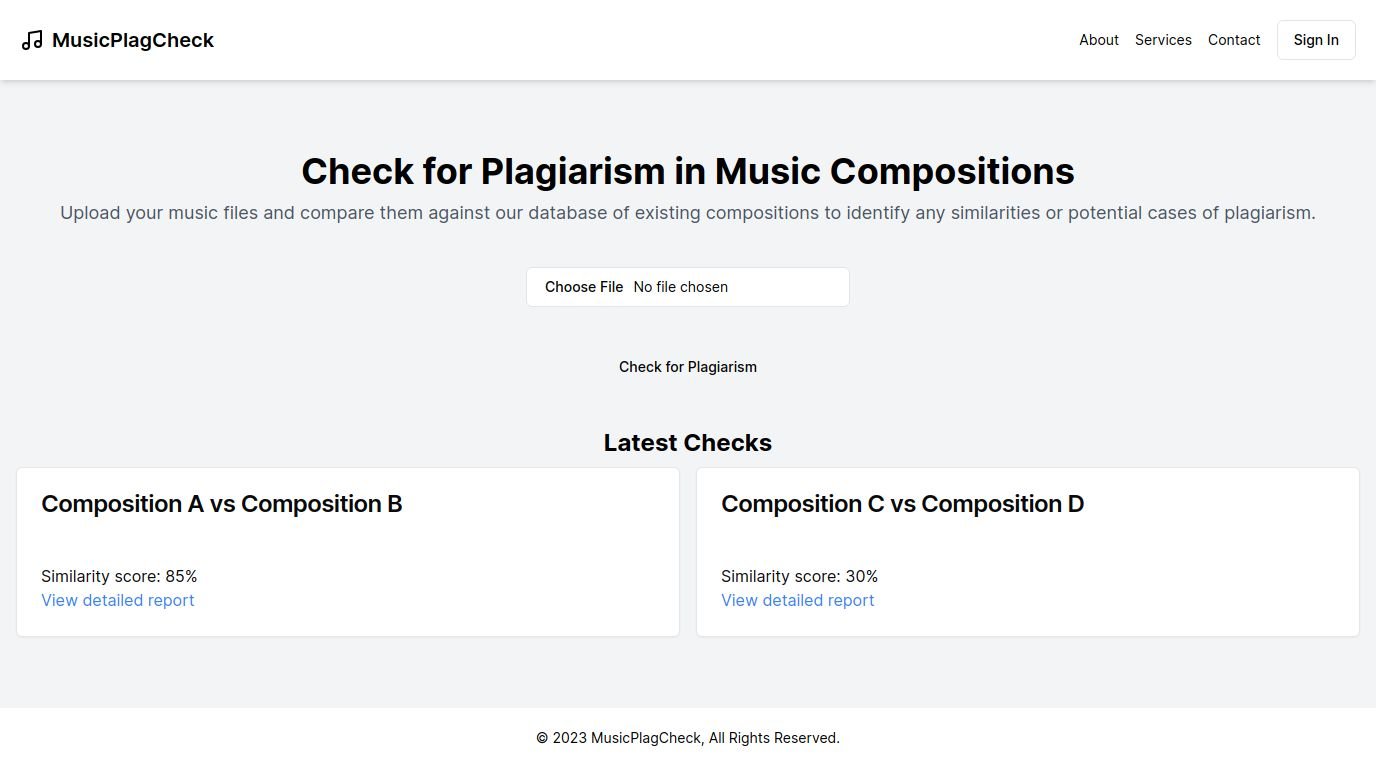 MusicPlagCheck
About Services Contact Sign In
Check for Plagiarism in Music Compositions
Upload your music files and compare them against our database of existing compositions to identify any similarities or potential cases of plagiarism.
Choose File No file chosen
Check for Plagiarism
Latest Checks
Composition A vs Composition B
Similarity score: 85%
View detailed report
Composition C vs Composition D
Similarity score: 30%
View detailed report
© 2023 MusicPlagCheck, All Rights Reserved.